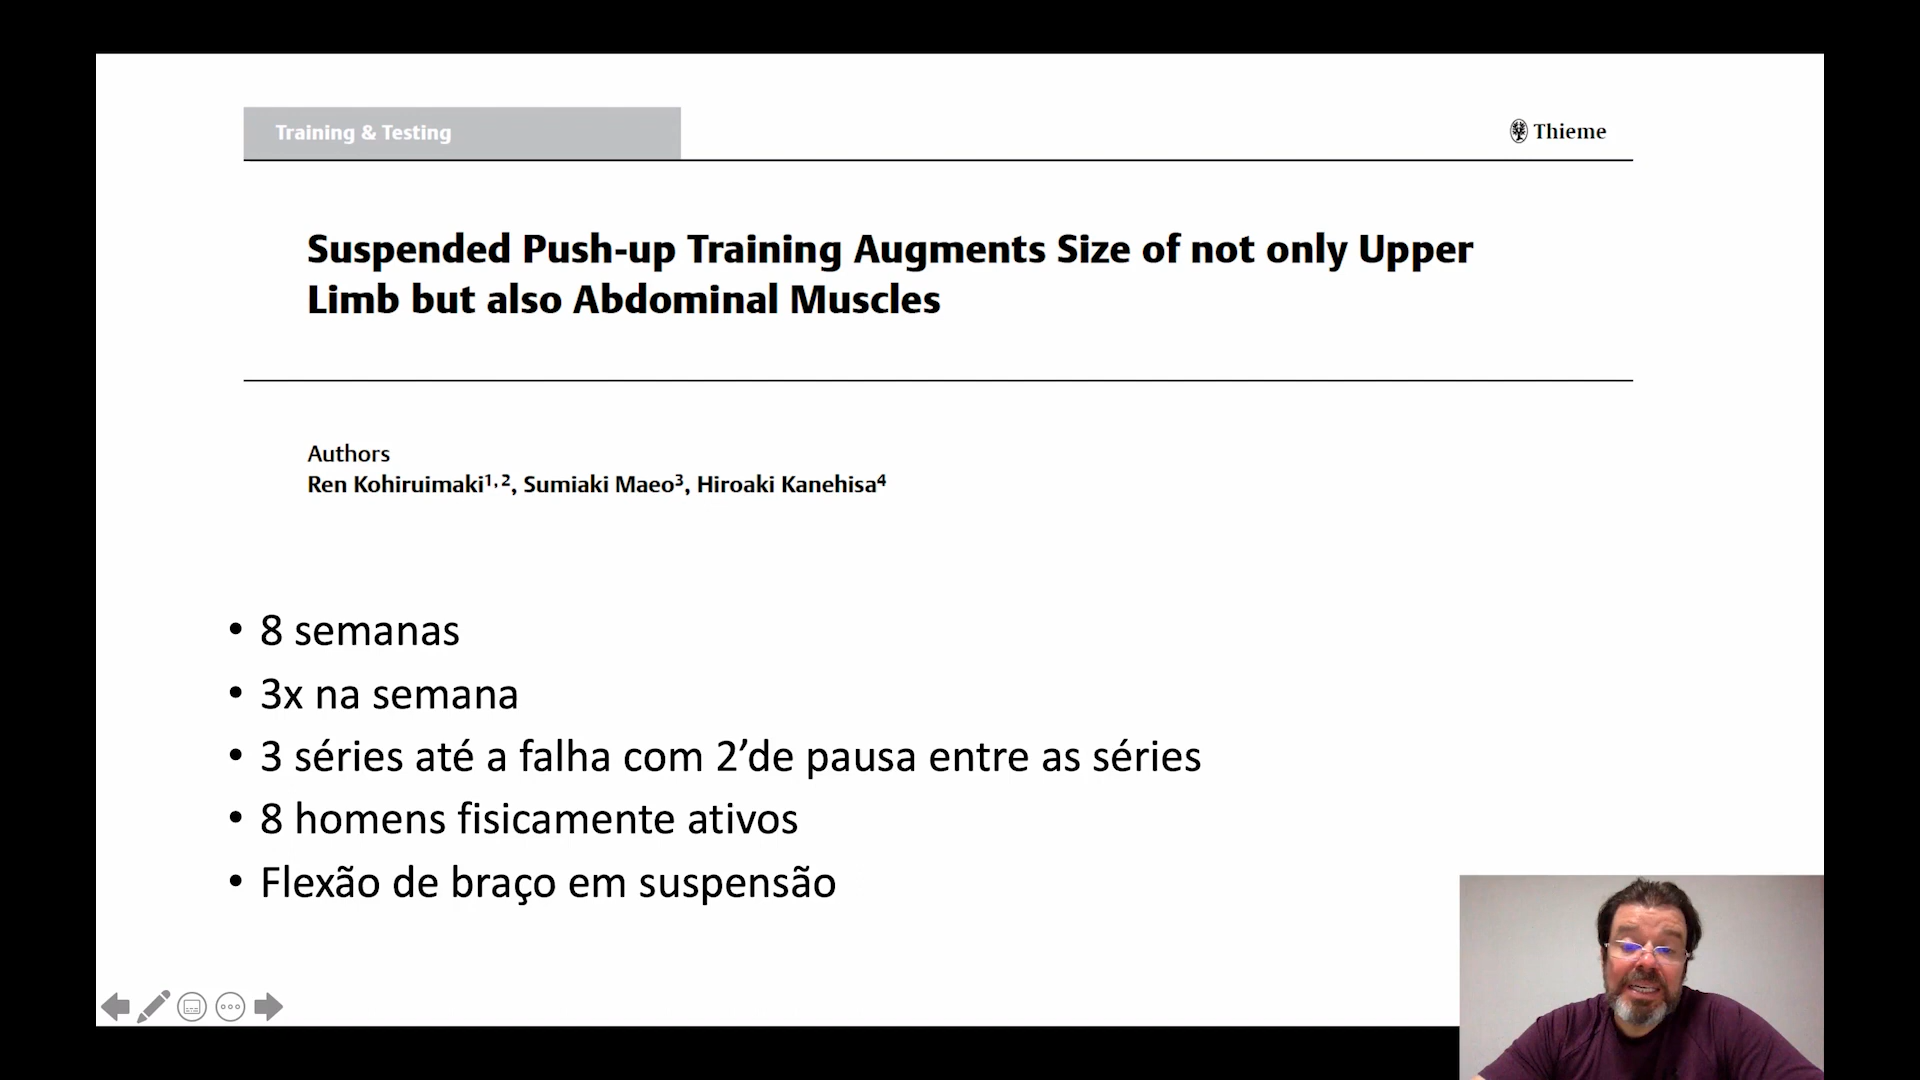 Training & Testing
Thieme
Suspended Push-up Training Augments Size of not only Upper
Limb but also Abdominal Muscles
Authors
Ren Kohiruimaki1, 2, Sumiaki Maeo3, Hiroaki Kanehisa4
• 8 semanas
• 3x na semana
• 3 séries até a falha com 2’de pausa entre as séries
• 8 homens fisicamente ativos
• Flexão de braço em suspensão